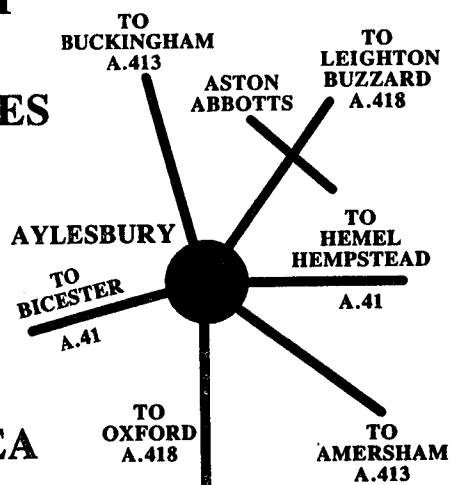 TO
BUCKINGHAM
A.413
TO
LEIGHTON
BUZZARD
A.418
ASTON
ABBOTTS
ES
AYLESBURY
TO
HEMEL
HEMPSTEAD
A.41
TO
BICESTER
A.41
TO
OXFORD
A.418
TO
AMERSHAM
A.413
EA